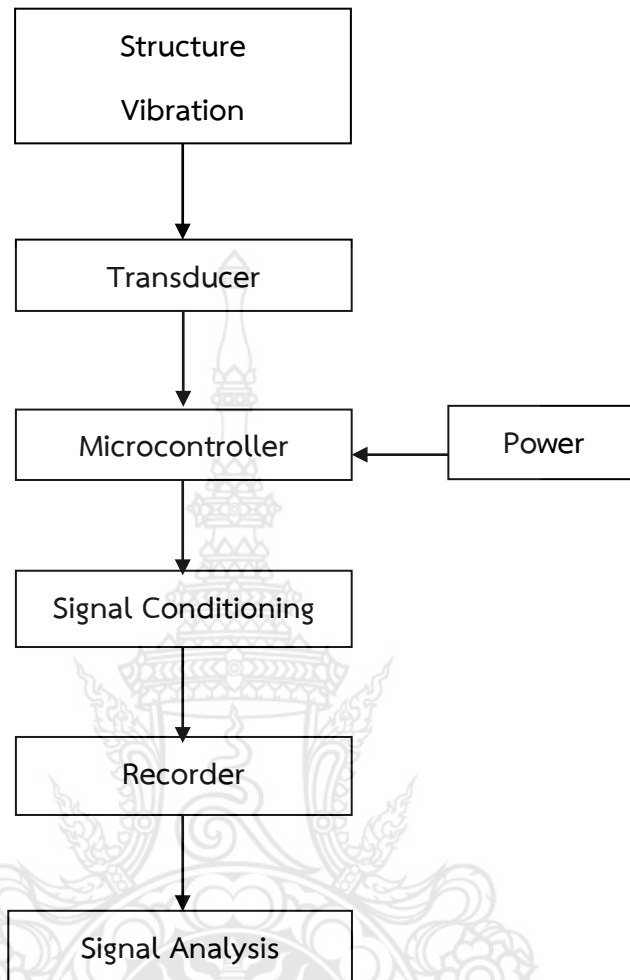 Structure
Vibration
Transducer
Microcontroller
Power
Signal Conditioning
Recorder
Signal Analysis